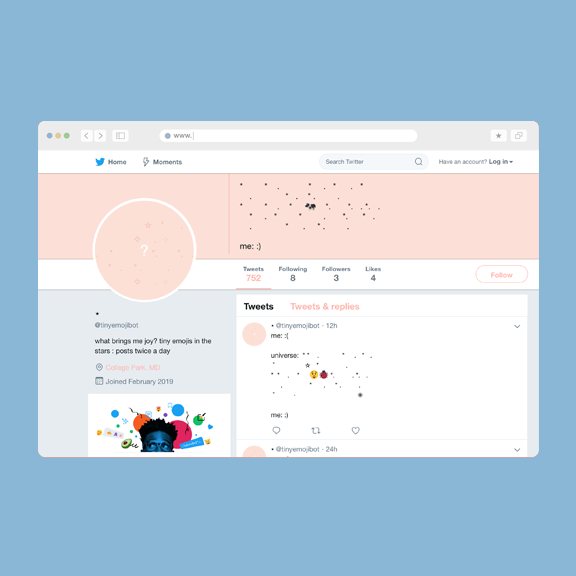 www.|
Home
Moments
Search Twitter
Have an account? Log in
me: :)
?
Tweets Following Followers Likes
752 8 3 4
Follow
@tinyemojibot
what brings me joy? tiny emojis in the
stars : posts twice a day
College Park, MD
Joined February 2019
Tweets Tweets & replies
• @tinyemojibot · 12h
me: :(
universe:
me: :)
• @tinyemojibot · 24h